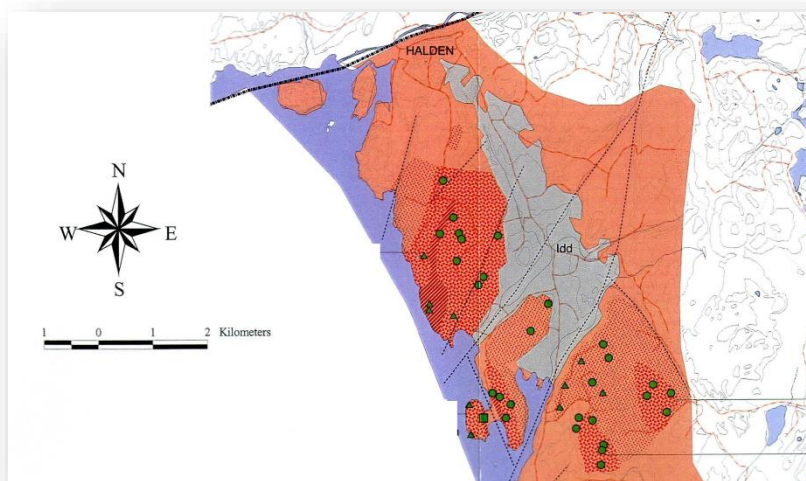 HALDEN
N
W E
Idd
S
1 0 1 2 Kilometers